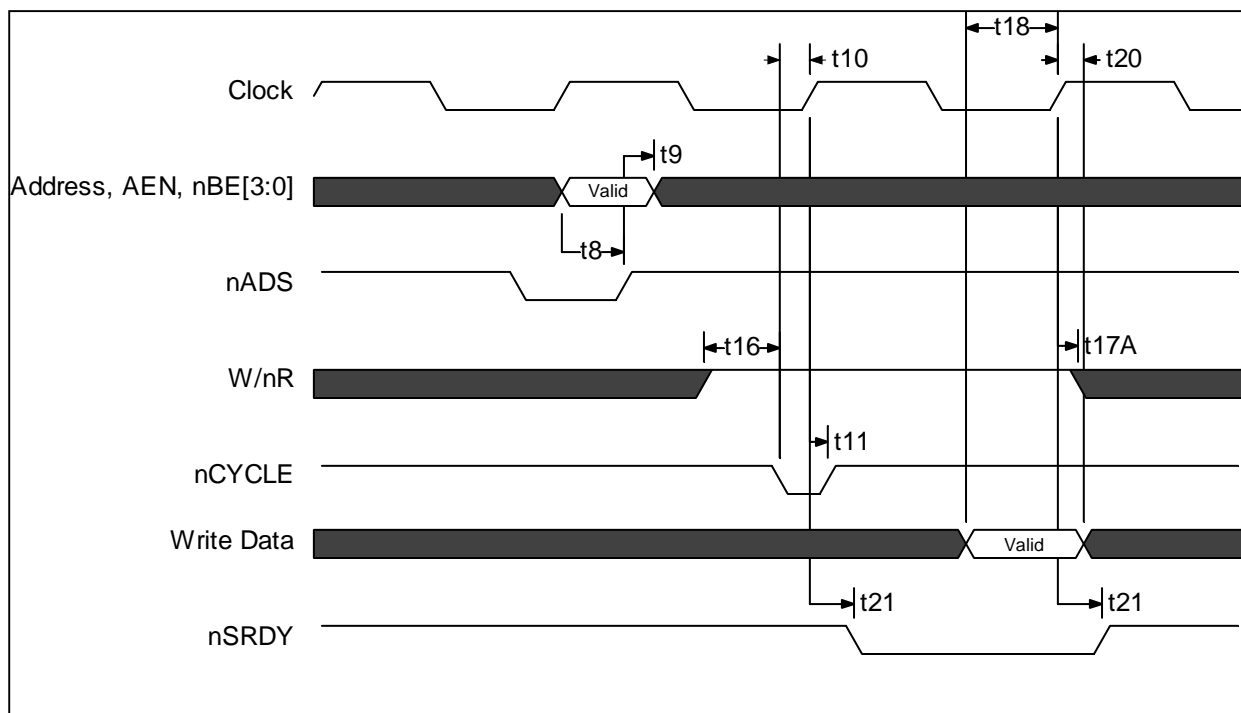 t18
t10
t20
Clock
t9
Address, AEN, nBE[3:0]
Valid
t8
nADS
t16
t17A
W/nR
t11
nCYCLE
Write Data
Valid
t21
t21
nSRDY